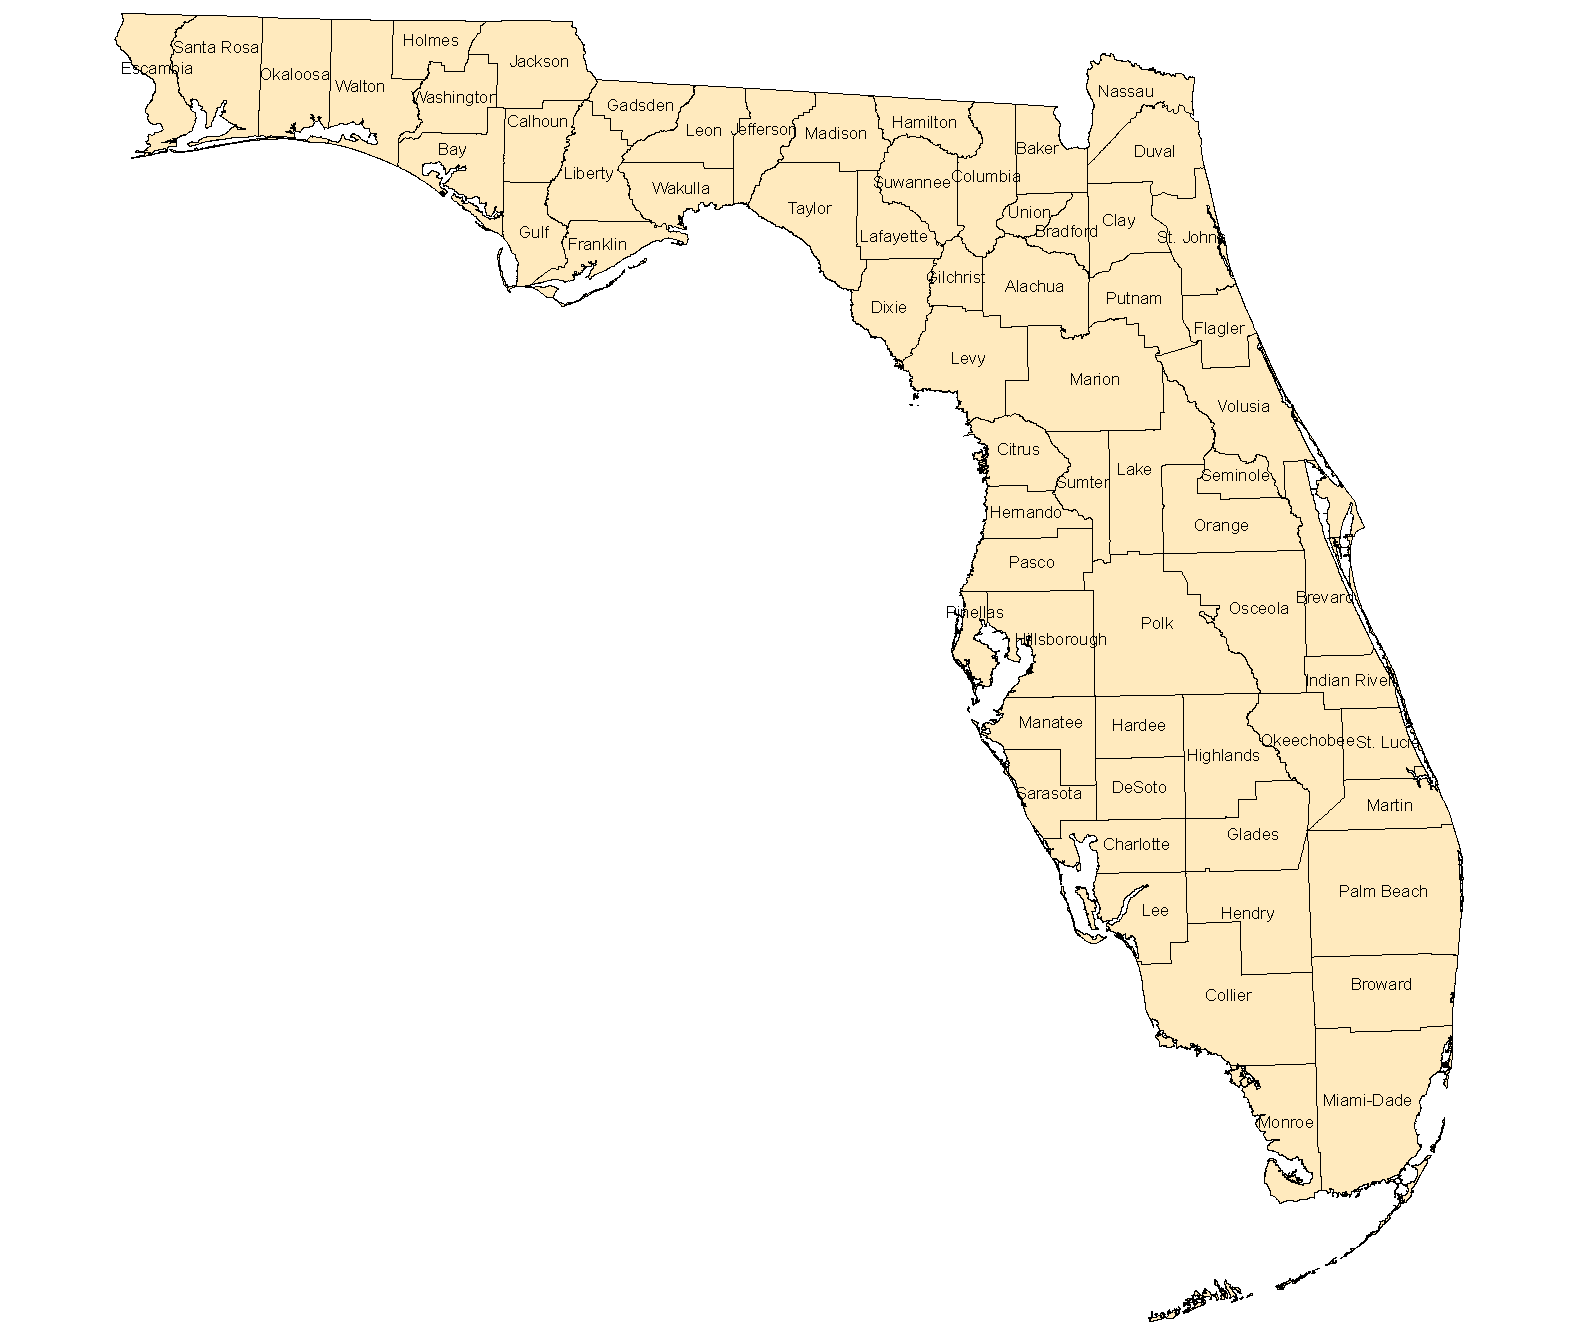 Holmes
Santa Rosa
Jackson
Escambia
Okaloosa
Walton
Washington
Nassau
Gadsden
Calhoun
Hamilton
Leon
Jefferson
Madison
Bay
Baker
Duval
Liberty
Columbia
Suwannee
Wakulla
Taylor
Union
Clay
Bradford
Gulf
Lafayette
St. Johns
Franklin
Gilchrist
Alachua
Putnam
Dixie
Flagler
Levy
Marion
Volusia
Citrus
Lake
Seminole
Sumter
Hernando
Orange
Pasco
Brevard
Osceola
Pinellas
Polk
Hillsborough
Indian River
Manatee
Hardee
Okeechobee
St. Lucie
Highlands
DeSoto
Sarasota
Martin
Glades
Charlotte
Palm Beach
Lee
Hendry
Broward
Collier
Miami-Dade
Monroe